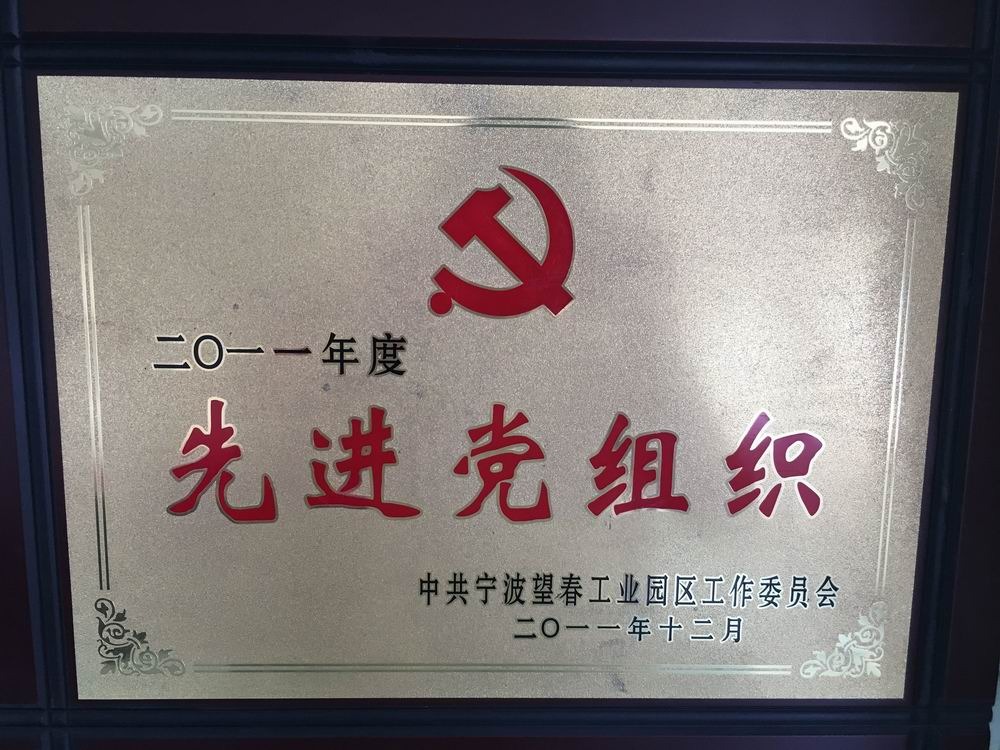 二〇一一年度
先进党组织
中共宁波望春工业园区工作委员会
二〇一一年十二月